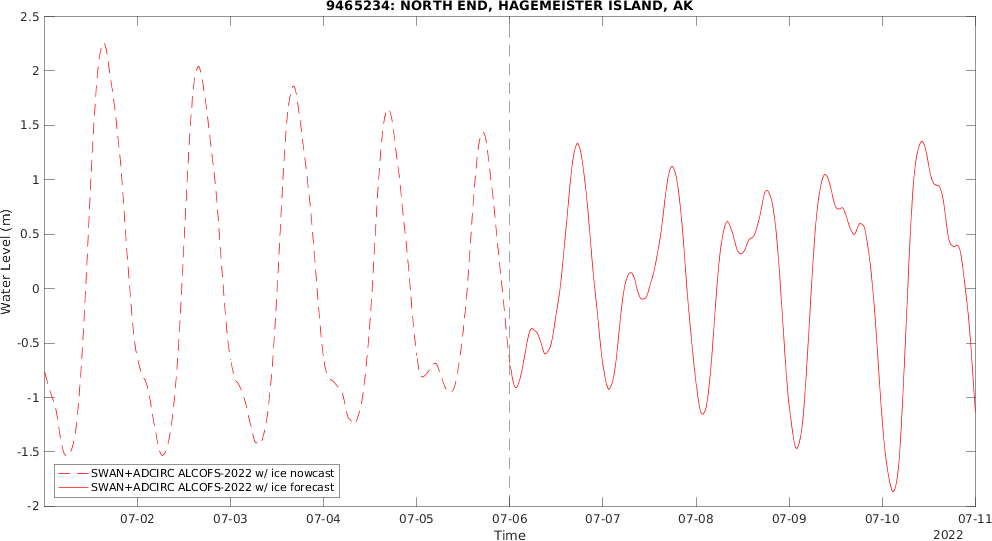 9465234: NORTH END, HAGEMEISTER ISLAND, AK
2.5
2
1.5
1
0.5
0
-0.5
-1
-1.5
-2
Water Level (m)
SWAN+ADCIRC ALCOFS-2022 w/ ice nowcast
SWAN+ADCIRC ALCOFS-2022 w/ ice forecast
07-02 07-03 07-04 07-05 07-06 07-07 07-08 07-09 07-10 07-11
Time
2022